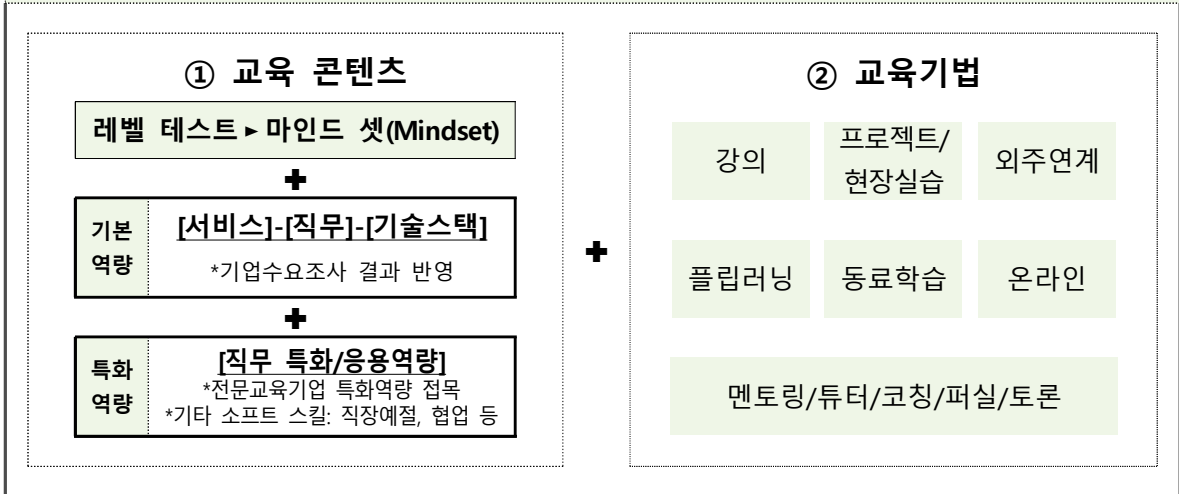 ① 교육 콘텐츠
레벨 테스트 ► 마인드 셋(Mindset)
+
기본
역량
[서비스]-[직무]-[기술스택]
*기업수요조사 결과 반영
+
특화
역량
[직무 특화/응용역량]
*전문교육기업 특화역량 접목
*기타 소프트 스킬: 직장예절, 협업 등
+
② 교육기법
강의
프로젝트/
현장실습
외주연계
플립러닝
동료학습
온라인
멘토링/튜터/코칭/퍼실/토론